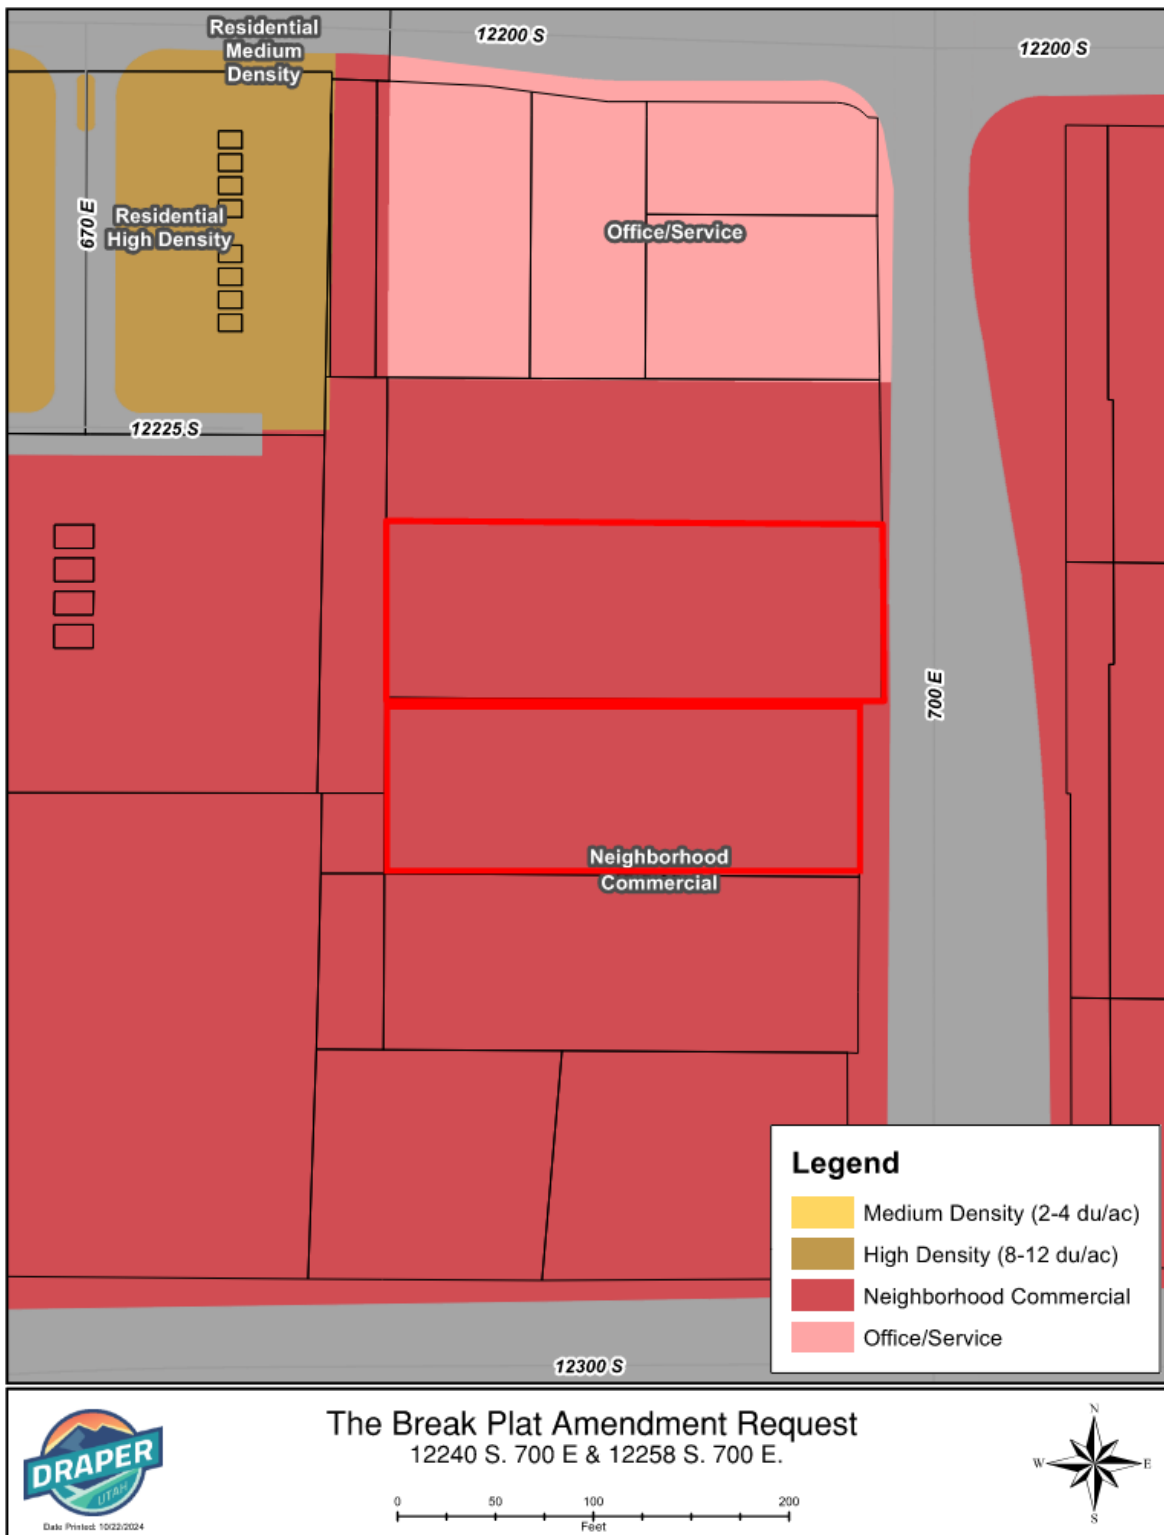 Residential
Medium
Density
12200 S
12200 S
670 E
Residential
High Density
Office/Service
12225 S
700 E
Neighborhood
Commercial
Legend
Medium Density (2-4 du/ac)
High Density (8-12 du/ac)
Neighborhood Commercial
Office/Service
12300 S
DRAPER
UTAH
Date Printed: 10/22/2024
The Break Plat Amendment Request
12240 S. 700 E & 12258 S. 700 E.
0 50 100 200
Feet
N
W E
S